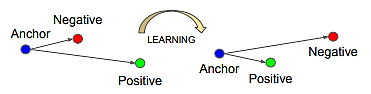 Negative
Anchor
Positive
LEARNING
Negative
Anchor
Positive